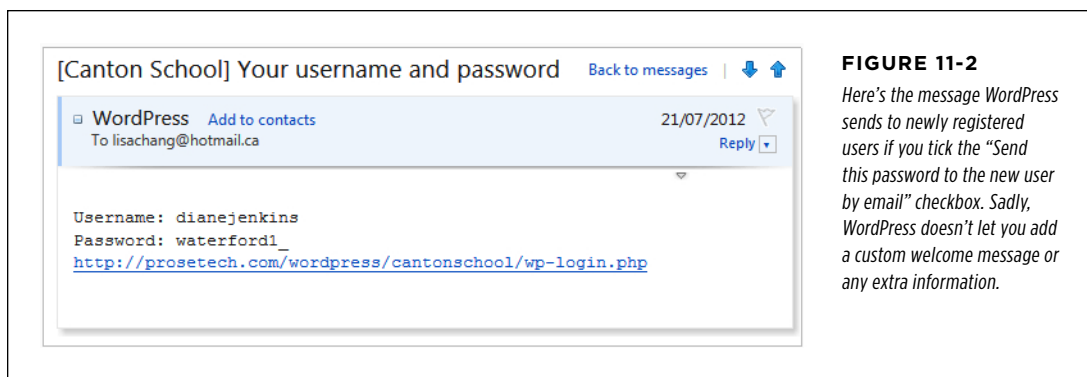 [Canton School] Your username and password Back to messages |
WordPress Add to contacts 21/07/2012
To lisachang@hotmail.ca Reply
Username: dianejenkins
Password: waterford1_
http://prosetech.com/wordpress/cantonschool/wp-login.php
FIGURE 11-2
Here’s the message WordPress
sends to newly registered
users if you tick the “Send
this password to the new user
by email” checkbox. Sadly,
WordPress doesn’t let you add
a custom welcome message or
any extra information.